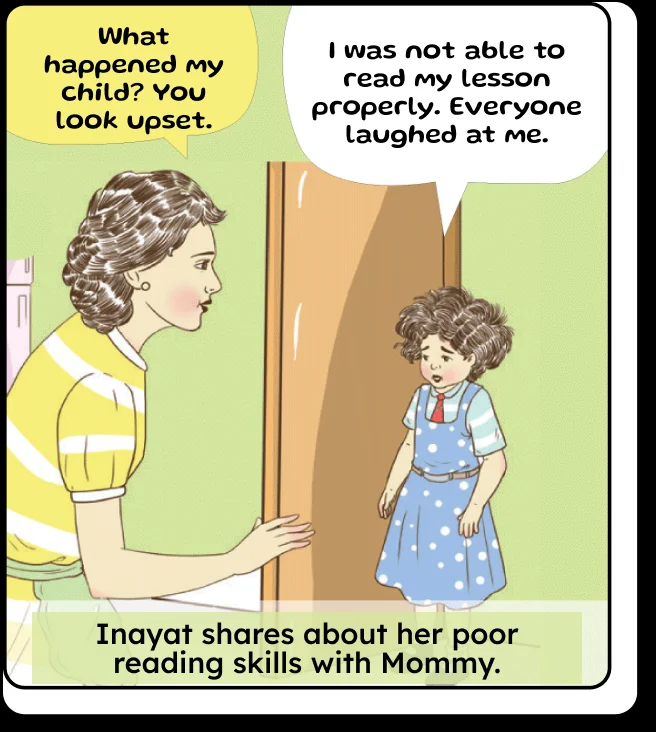 What
happened my
child? You
look upset.
I was not able to
read my lesson
properly. Everyone
laughed at me.
Inayat shares about her poor
reading skills with Mommy.